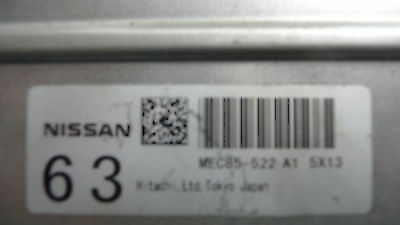 NISSAN
MEC85-522 A1 5X13
63
Hitachi,Ltd.Tokyo Japan